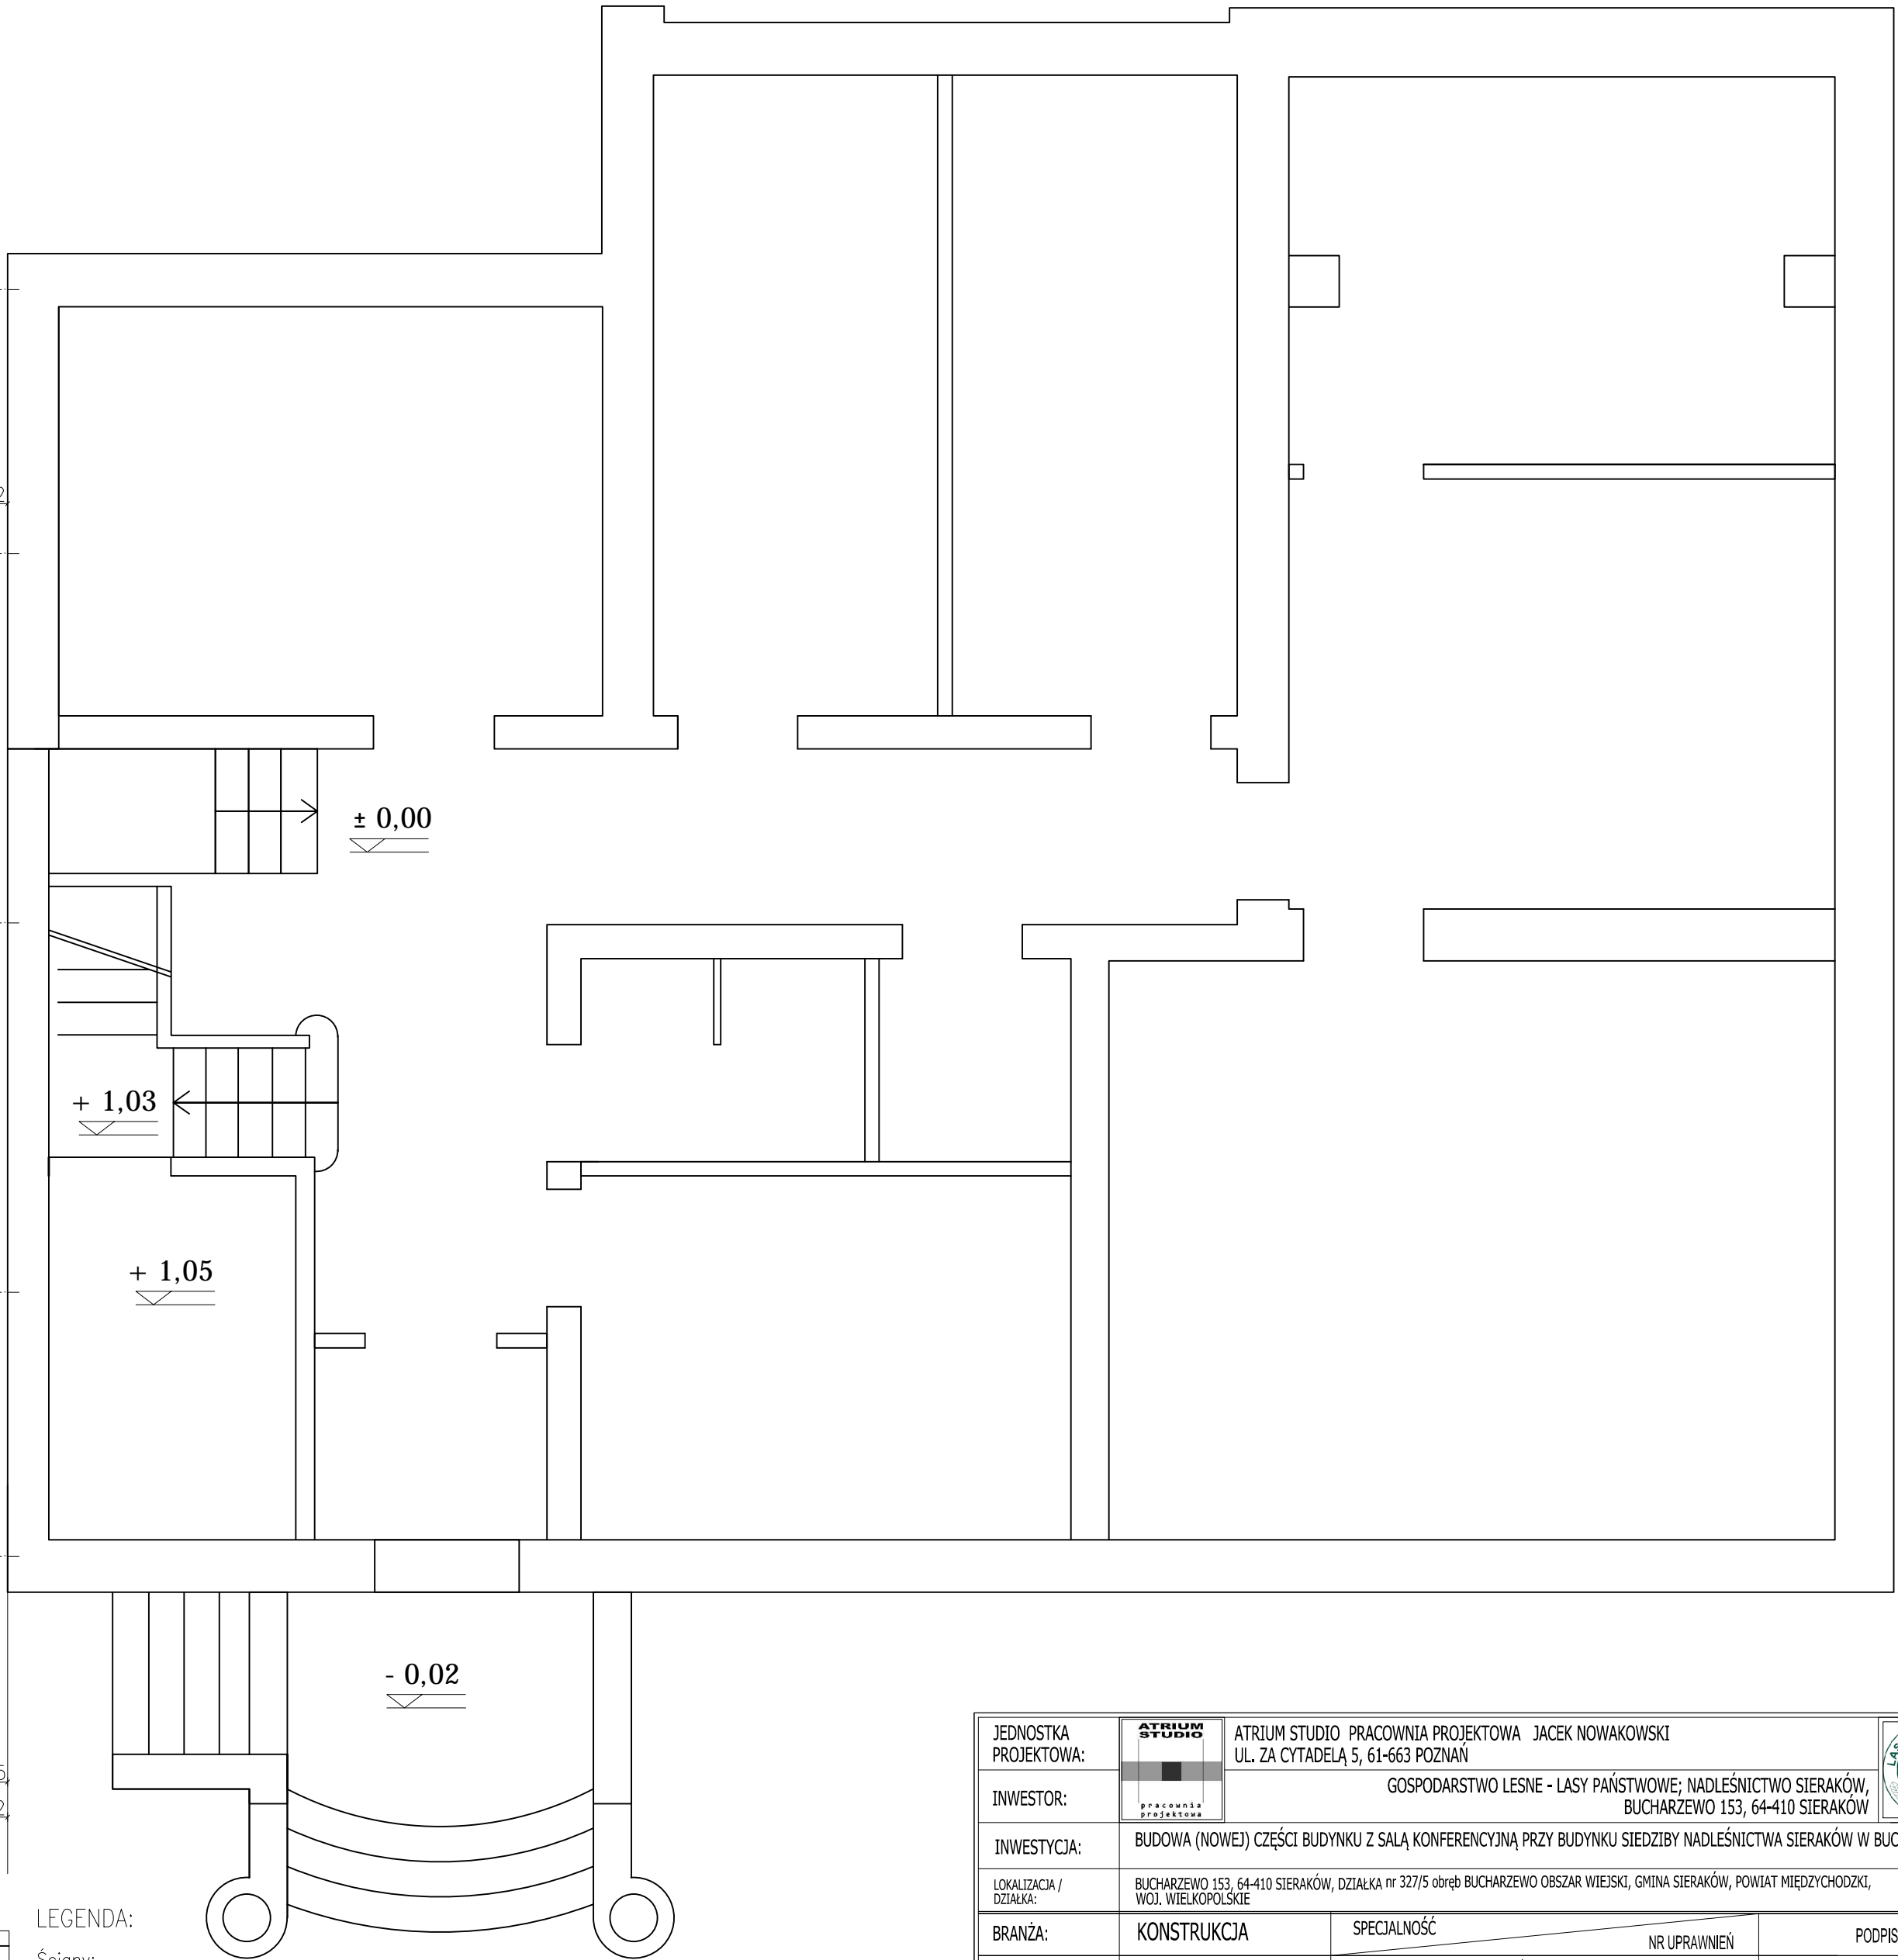 ± 0,00
+ 1,03
+ 1,05
- 0,02
LEGENDA:
Ściany:
JEDNOSTKA
PROJEKTOWA:
ATRIUM
STUDIO
pracownia
projektowa
ATRIUM STUDIO PRACOWNIA PROJEKTOWA JACEK NOWAKOWSKI
UL. ZA CYTADELĄ 5, 61-663 POZNAŃ
INWESTOR:
GOSPODARSTWO LESNE - LASY PAŃSTWOWE; NADLEŚNICTWO SIERAKÓW,
BUCHARZEWO 153, 64-410 SIERAKÓW
INWESTYCJA:
BUDOWA (NOWEJ) CZĘŚCI BUDYNKU Z SALĄ KONFERENCYJNĄ PRZY BUDYNKU SIEDZIBY NADLEŚNICTWA SIERAKÓW W BUC
LOKALIZACJA /
DZIAŁKA:
BUCHARZEWO 153, 64-410 SIERAKÓW, DZIAŁKA nr 327/5 obręb BUCHARZEWO OBSZAR WIEJSKI, GMINA SIERAKÓW, POWIAT MIĘDZYCHODZKI,
WOJ. WIELKOPOLSKIE
BRANŻA:
KONSTRUKCJA
SPECJALNOŚĆ
NR UPRAWNIEŃ
PODPIS